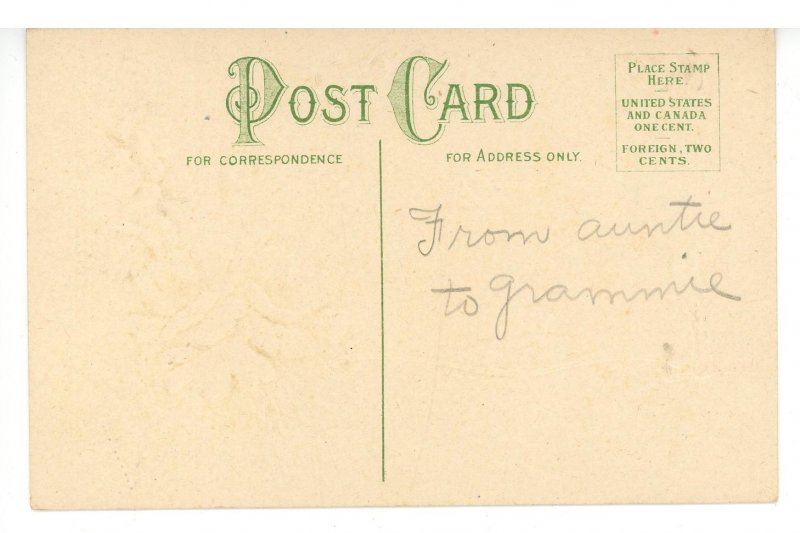 POST CARD
FOR CORRESPONDENCE
FOR ADDRESS ONLY.
PLACE STAMP
HERE.
UNITED STATES
AND CANADA
ONE CENT.
FOREIGN, TWO
CENTS.
From auntie
to grammie